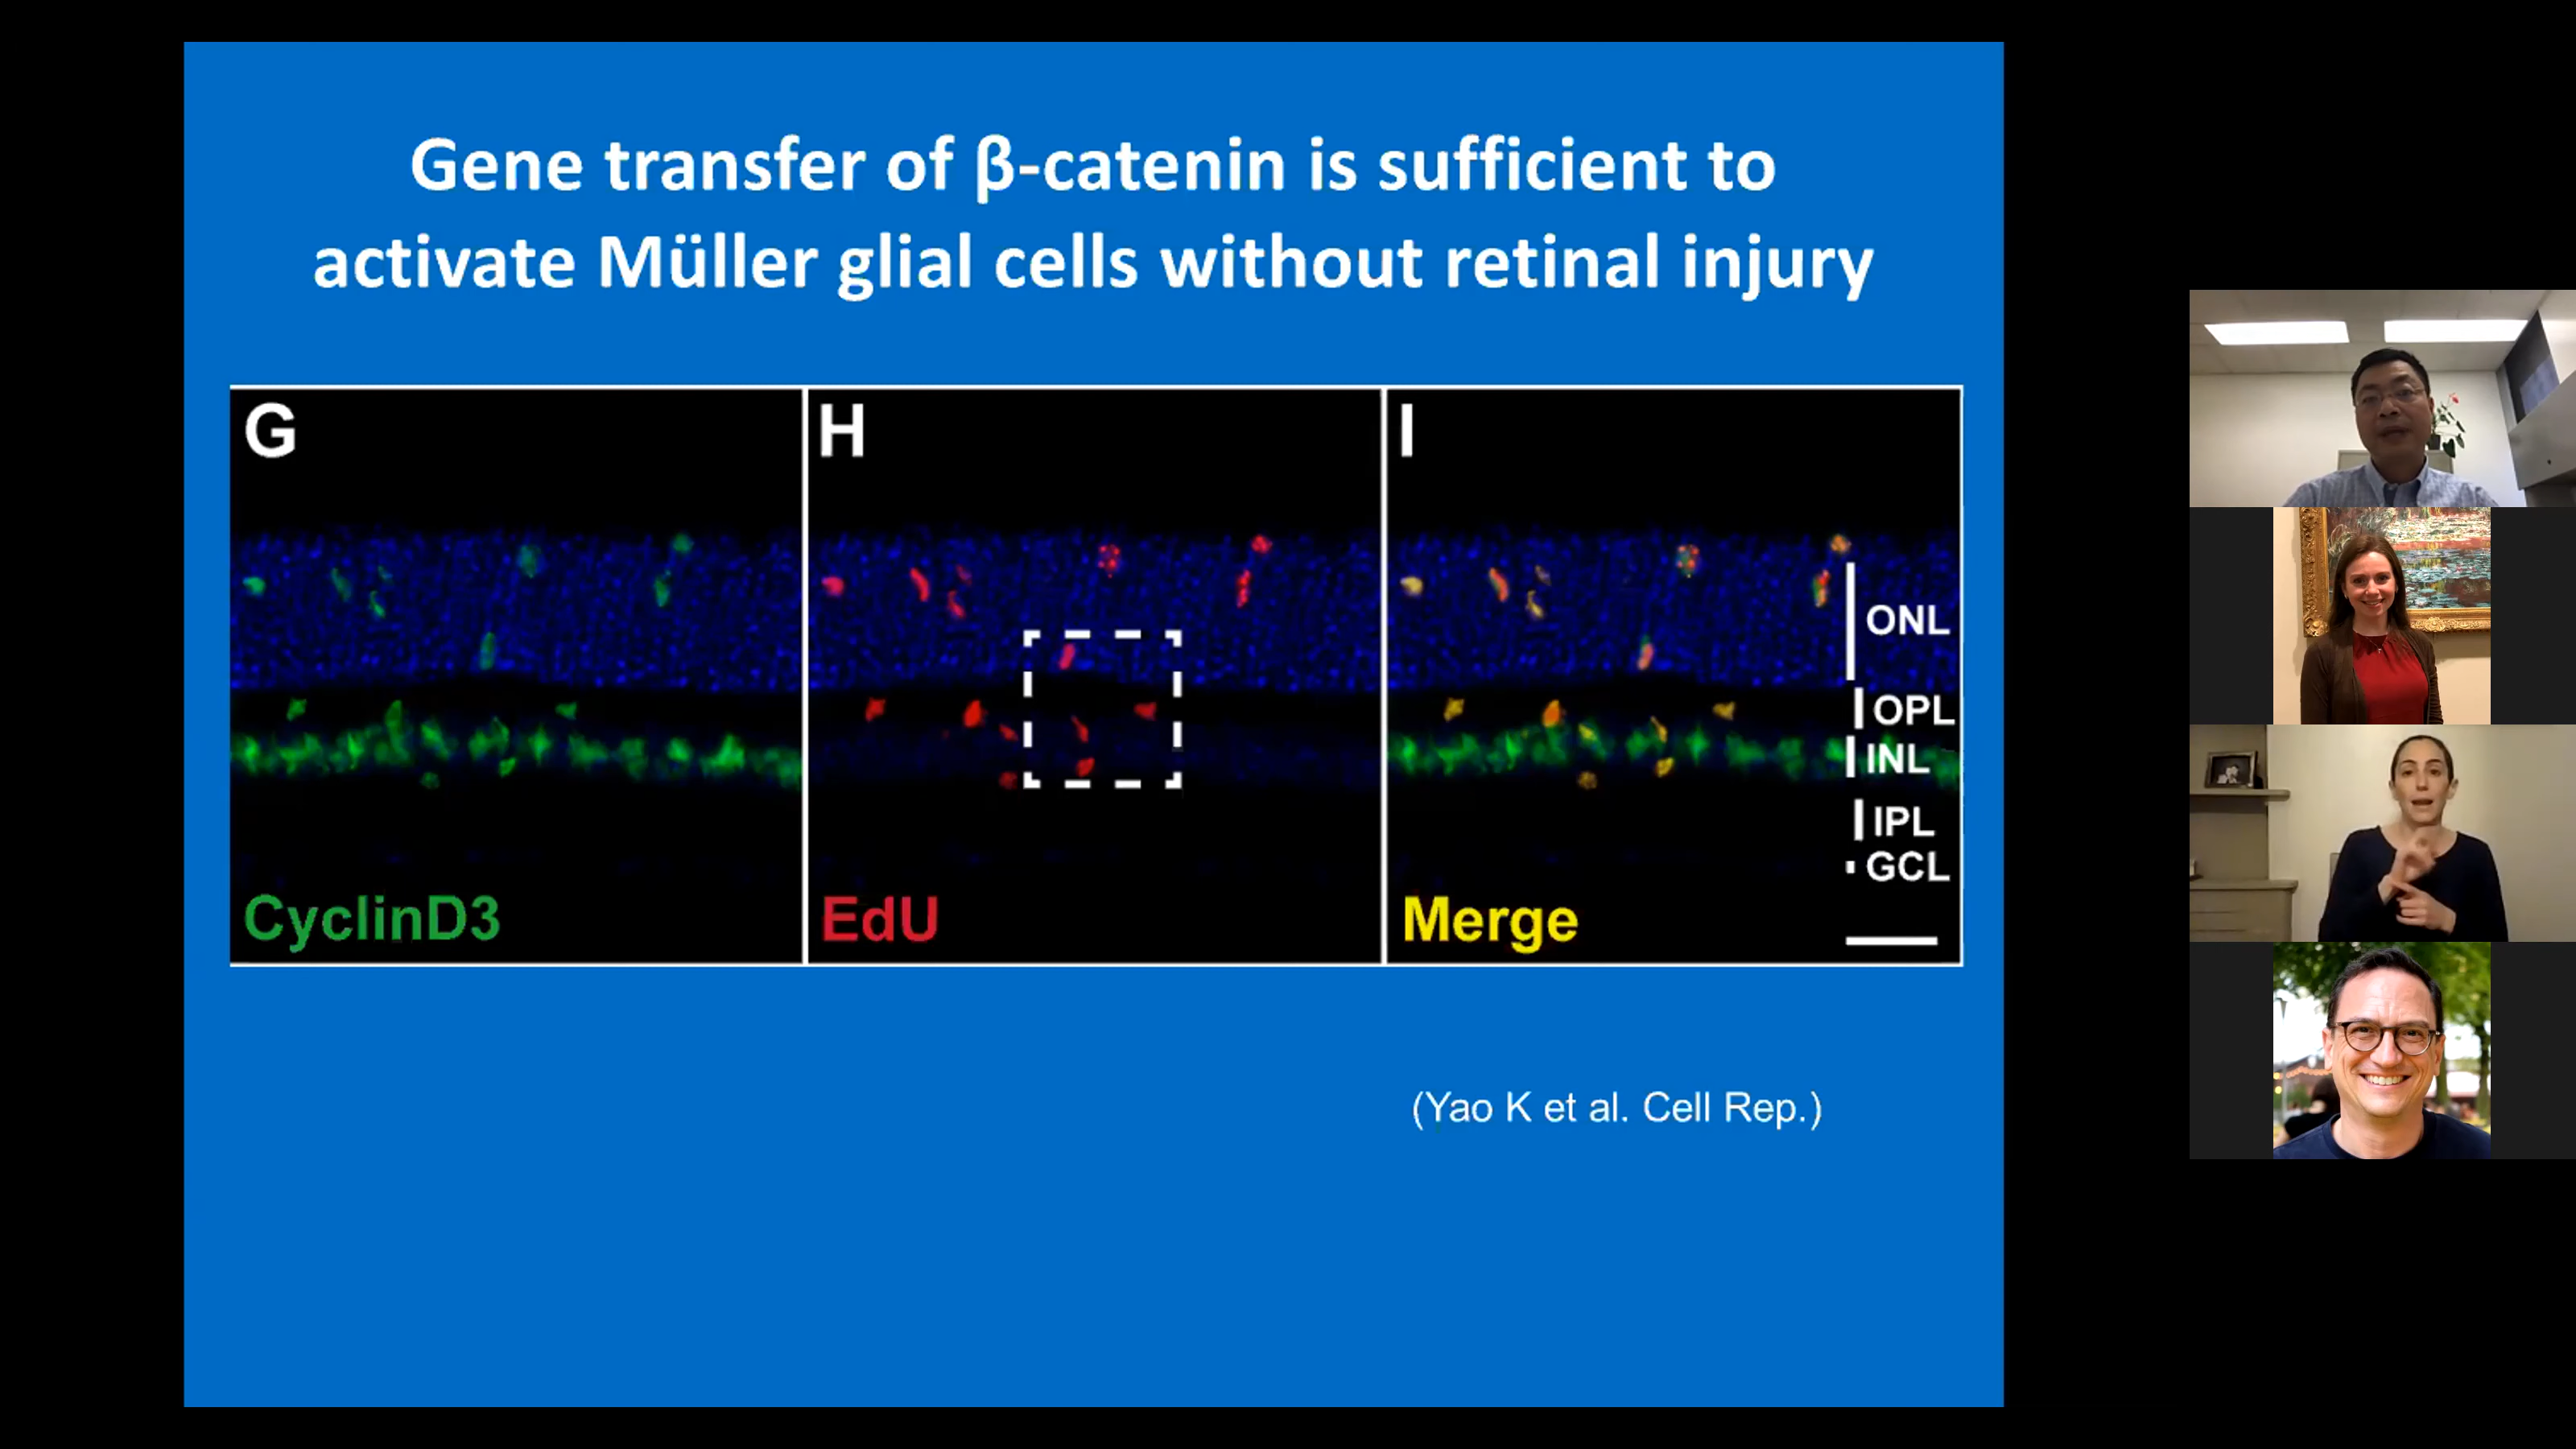 Gene transfer of β-catenin is sufficient to
activate Müller glial cells without retinal injury
G
H
I
ONL
OPL
INL
IPL
GCL
CyclinD3
EdU
Merge
(Yao K et al. Cell Rep.)